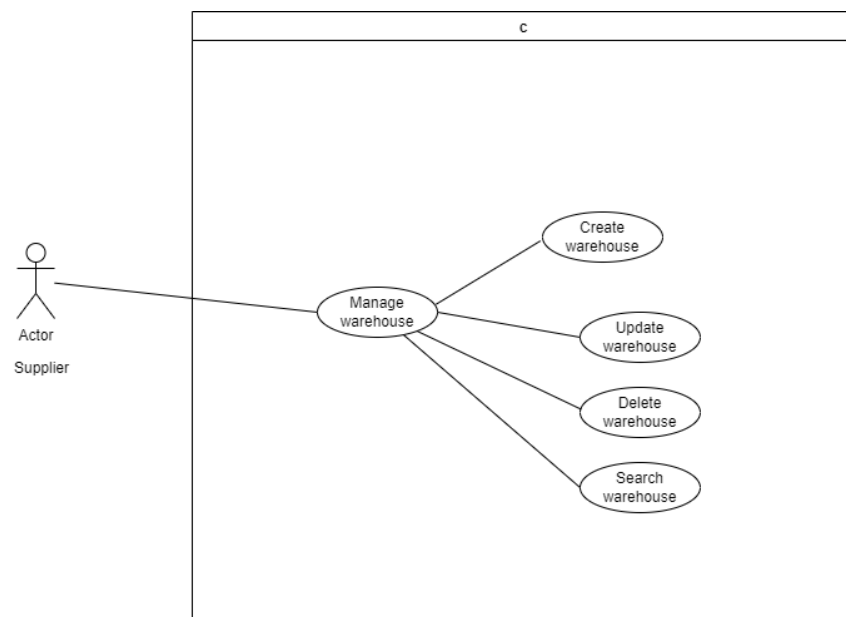 c
Create
warehouse
Manage
warehouse
Update
warehouse
Actor
Supplier
Delete
warehouse
Search
warehouse